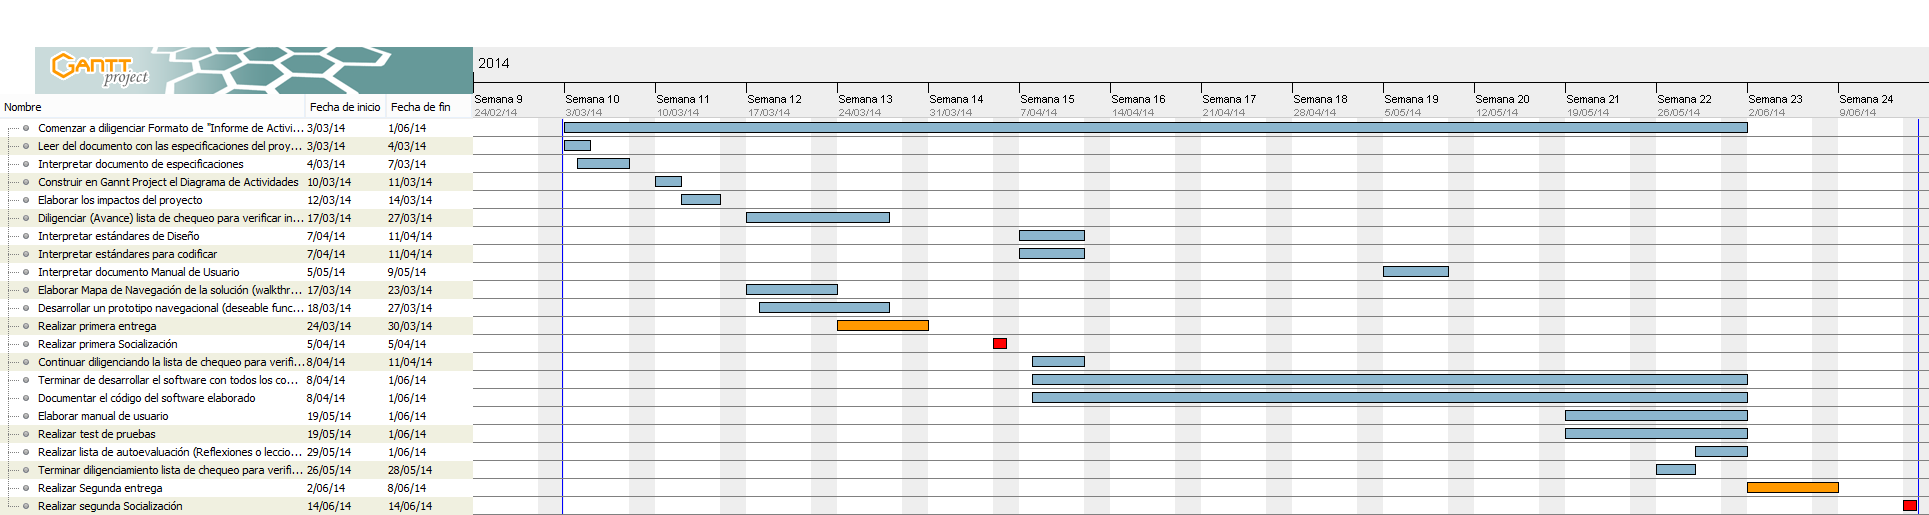 GANTT
project
2014
Nombre Fecha de inicio Fecha de fin
Semana 9 Semana 10 Semana 11 Semana 12 Semana 13 Semana 14 Semana 15 Semana 16 Semana 17 Semana 18 Semana 19 Semana 20 Semana 21 Semana 22 Semana 23 Semana 24
24/02/14 3/03/14 10/03/14 17/03/14 24/03/14 31/03/14 7/04/14 14/04/14 21/04/14 28/04/14 5/05/14 12/05/14 19/05/14 26/05/14 2/06/14 9/06/14
Comenzar a diligenciar Formato de "Informe de Activi... 3/03/14 1/06/14
Leer del documento con las especificaciones del proy... 3/03/14 4/03/14
Interpretar documento de especificaciones 4/03/14 7/03/14
Construir en Gannt Project el Diagrama de Actividades 10/03/14 11/03/14
Elaborar los impactos del proyecto 12/03/14 14/03/14
Diligenciar (Avance) lista de chequeo para verificar in... 17/03/14 27/03/14
Interpretar estándares de Diseño 7/04/14 11/04/14
Interpretar estándares para codificar 7/04/14 11/04/14
Interpretar documento Manual de Usuario 5/05/14 9/05/14
Elaborar Mapa de Navegación de la solución (walkthr... 17/03/14 23/03/14
Desarrollar un prototipo navegacional (deseable func... 18/03/14 27/03/14
Realizar primera entrega 24/03/14 30/03/14
Realizar primera Socialización 5/04/14 5/04/14
Continuar diligenciando la lista de chequeo para verifi... 8/04/14 11/04/14
Terminar de desarrollar el software con todos los co... 8/04/14 1/06/14
Documentar el código del software elaborado 8/04/14 1/06/14
Elaborar manual de usuario 19/05/14 1/06/14
Realizar test de pruebas 19/05/14 1/06/14
Realizar lista de autoevaluación (Reflexiones o leccio... 29/05/14 1/06/14
Terminar diligenciamiento lista de chequeo para verifi... 26/05/14 28/05/14
Realizar Segunda entrega 2/06/14 8/06/14
Realizar segunda Socialización 14/06/14 14/06/14